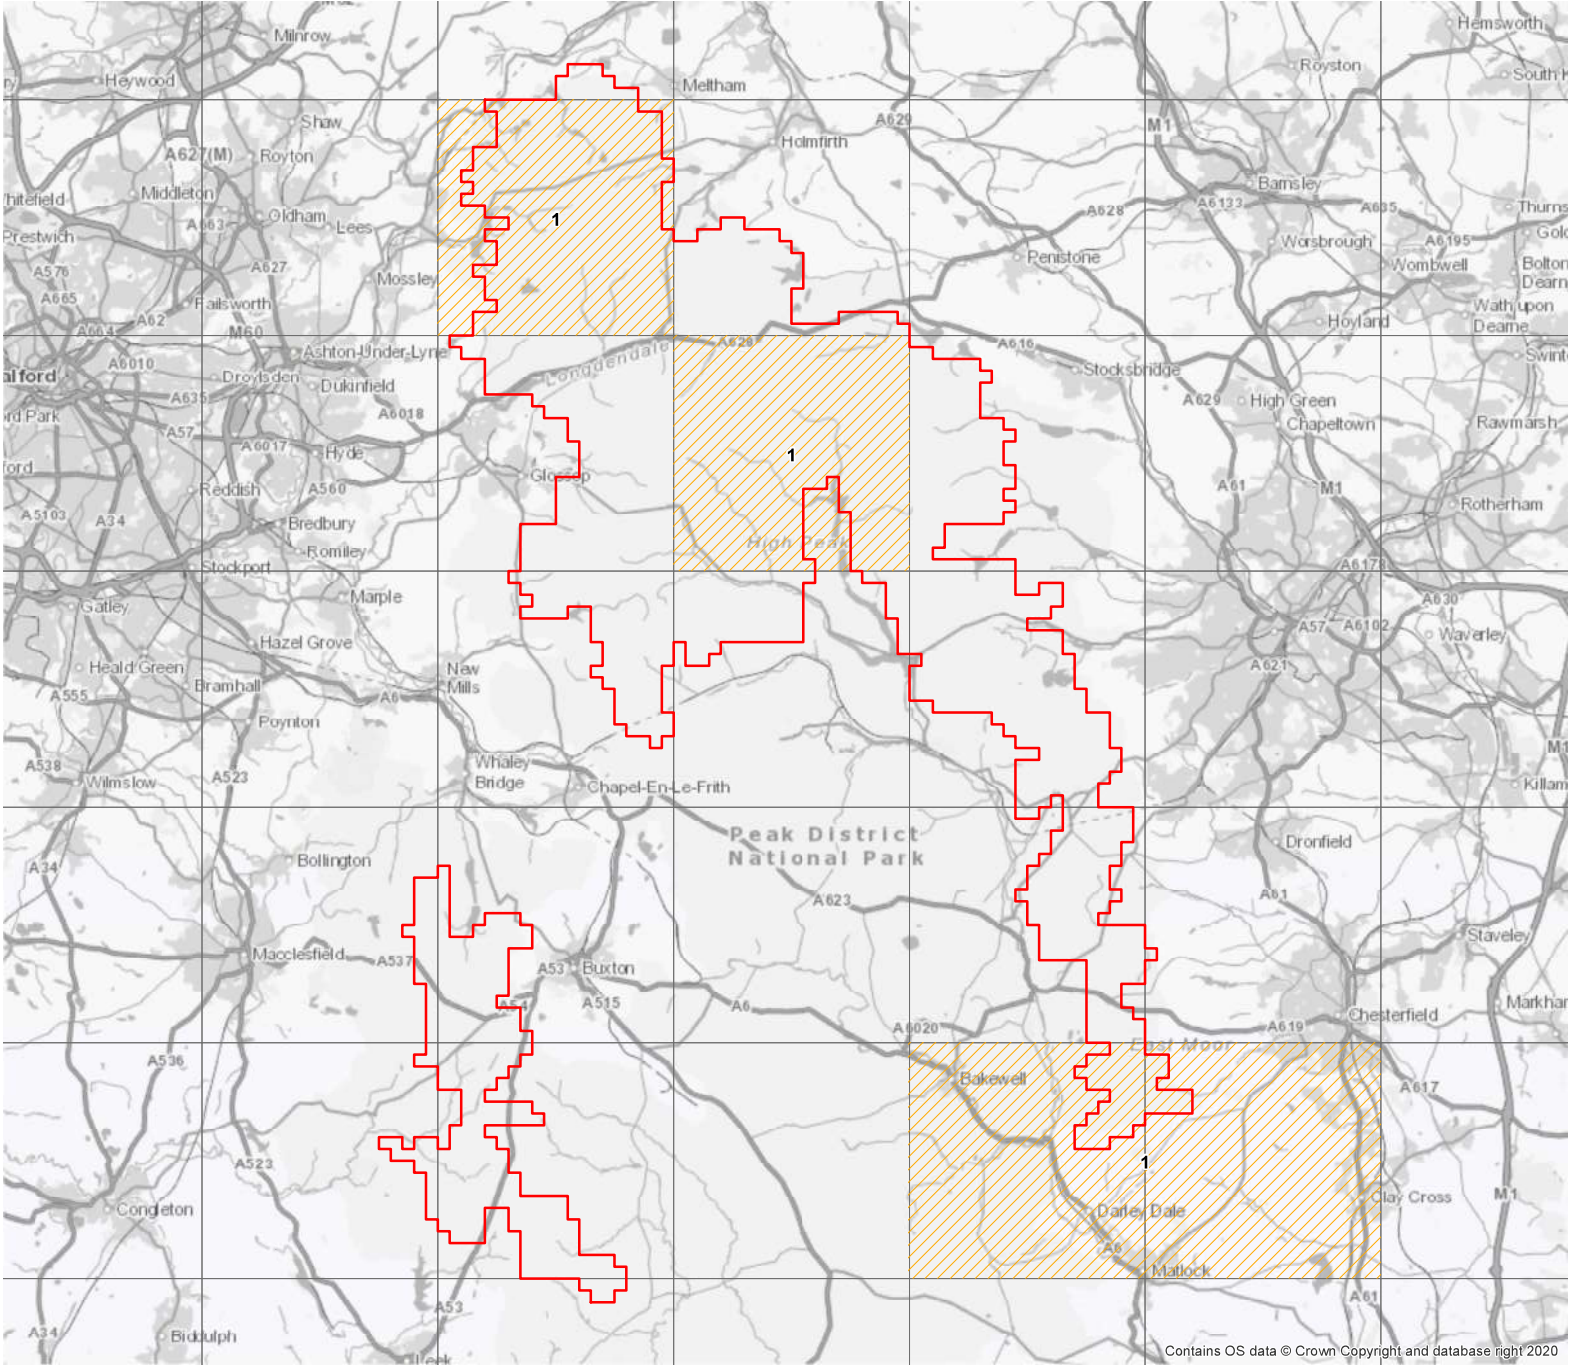 Milnrow
Hemsworth
Heywood
Meltham
Royston
South
Shaw
A629
M1
A627(M)
Royton
Holmfirth
Middleton
Barnsley
Whitefield
Oldham
Lees
A663
A628
A6133
A635
Prestwich
Worsbrough
A6195
A576
A627
Mossley
Penistone
Wombwell
Bolton
Dearn
A665
Failsworth
Wath upon
Dearne
A62
A664
M60
Hoyland
1
Ashton-Under-Lyne
A628
A616
A6010
Longdendale
Stocksbridge
alford
Droylsden
Dukinfield
A635
A629
High Green
ord Park
A6018
Chapeltown
Rawmarsh
A57
A6017
Hyde
1
ford
Glossop
Reddish
A560
A61
M1
Rotherham
A5103
A34
Bredbury
High Peak
Romiley
Stockport
A6178
Marple
A630
Gatley
A57
A6102
Waverley
Hazel Grove
Heald Green
New
Mills
A621
A555
Bramhall
A6
Poynton
M1
A538
Whaley
Bridge
Wilmslow
A523
Chapel-En-Le-Frith
Killam
Peak District
National Park
Dronfield
A34
Bollington
A623
A61
Staveley
Macclesfield
A537
A53
Buxton
A54
A515
A6
Markhar
Chesterfield
A6020
A619
East Moor
A536
Bakewell
A617
A523
1
Clay Cross
M1
Congleton
Darley Dale
A6
Matlock
A53
A61
A34
Biddulph
Leek
Contains OS data © Crown Copyright and database right 2020